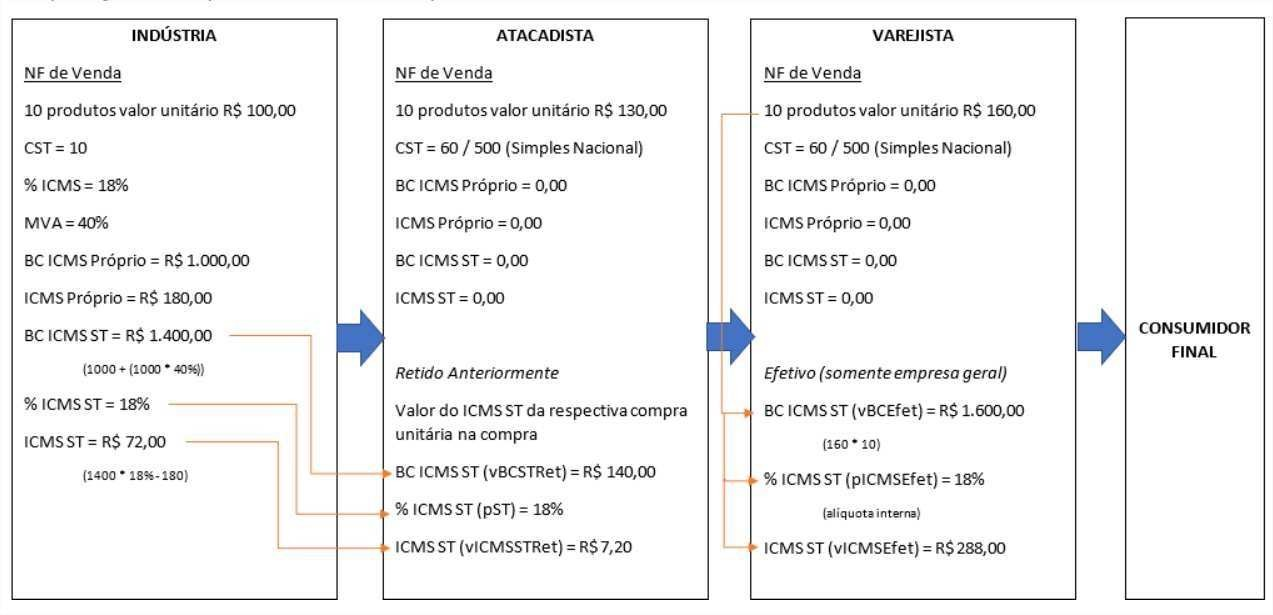 INDÚSTRIA
NF de Venda
10 produtos valor unitário R$ 100,00
CST = 10
% ICMS = 18%
MVA = 40%
BC ICMS Próprio = R$ 1.000,00
ICMS Próprio = R$ 180,00
BC ICMS ST = R$ 1.400,00
(1000 + (1000 * 40%))
% ICMS ST = 18%
ICMS ST = R$ 72,00
(1400 * 18% - 180)
ATACADISTA
NF de Venda
10 produtos valor unitário R$ 130,00
CST = 60 / 500 (Simples Nacional)
BC ICMS Próprio = 0,00
ICMS Próprio = 0,00
BC ICMS ST = 0,00
ICMS ST = 0,00
Retido Anteriormente
Valor do ICMS ST da respectiva compra
unitária na compra
BC ICMS ST (vBCSTRet) = R$ 140,00
% ICMS ST (pST) = 18%
ICMS ST (vICMSSTRet) = R$ 7,20
VAREJISTA
NF de Venda
10 produtos valor unitário R$ 160,00
CST = 60 / 500 (Simples Nacional)
BC ICMS Próprio = 0,00
ICMS Próprio = 0,00
BC ICMS ST = 0,00
ICMS ST = 0,00
Efetivo (somente empresa geral)
BC ICMS ST (vBCEfet) = R$ 1.600,00
(160 * 10)
% ICMS ST (pICMSEfet) = 18%
(alíquota interna)
ICMS ST (vICMSEfet) = R$ 288,00
CONSUMIDOR
FINAL